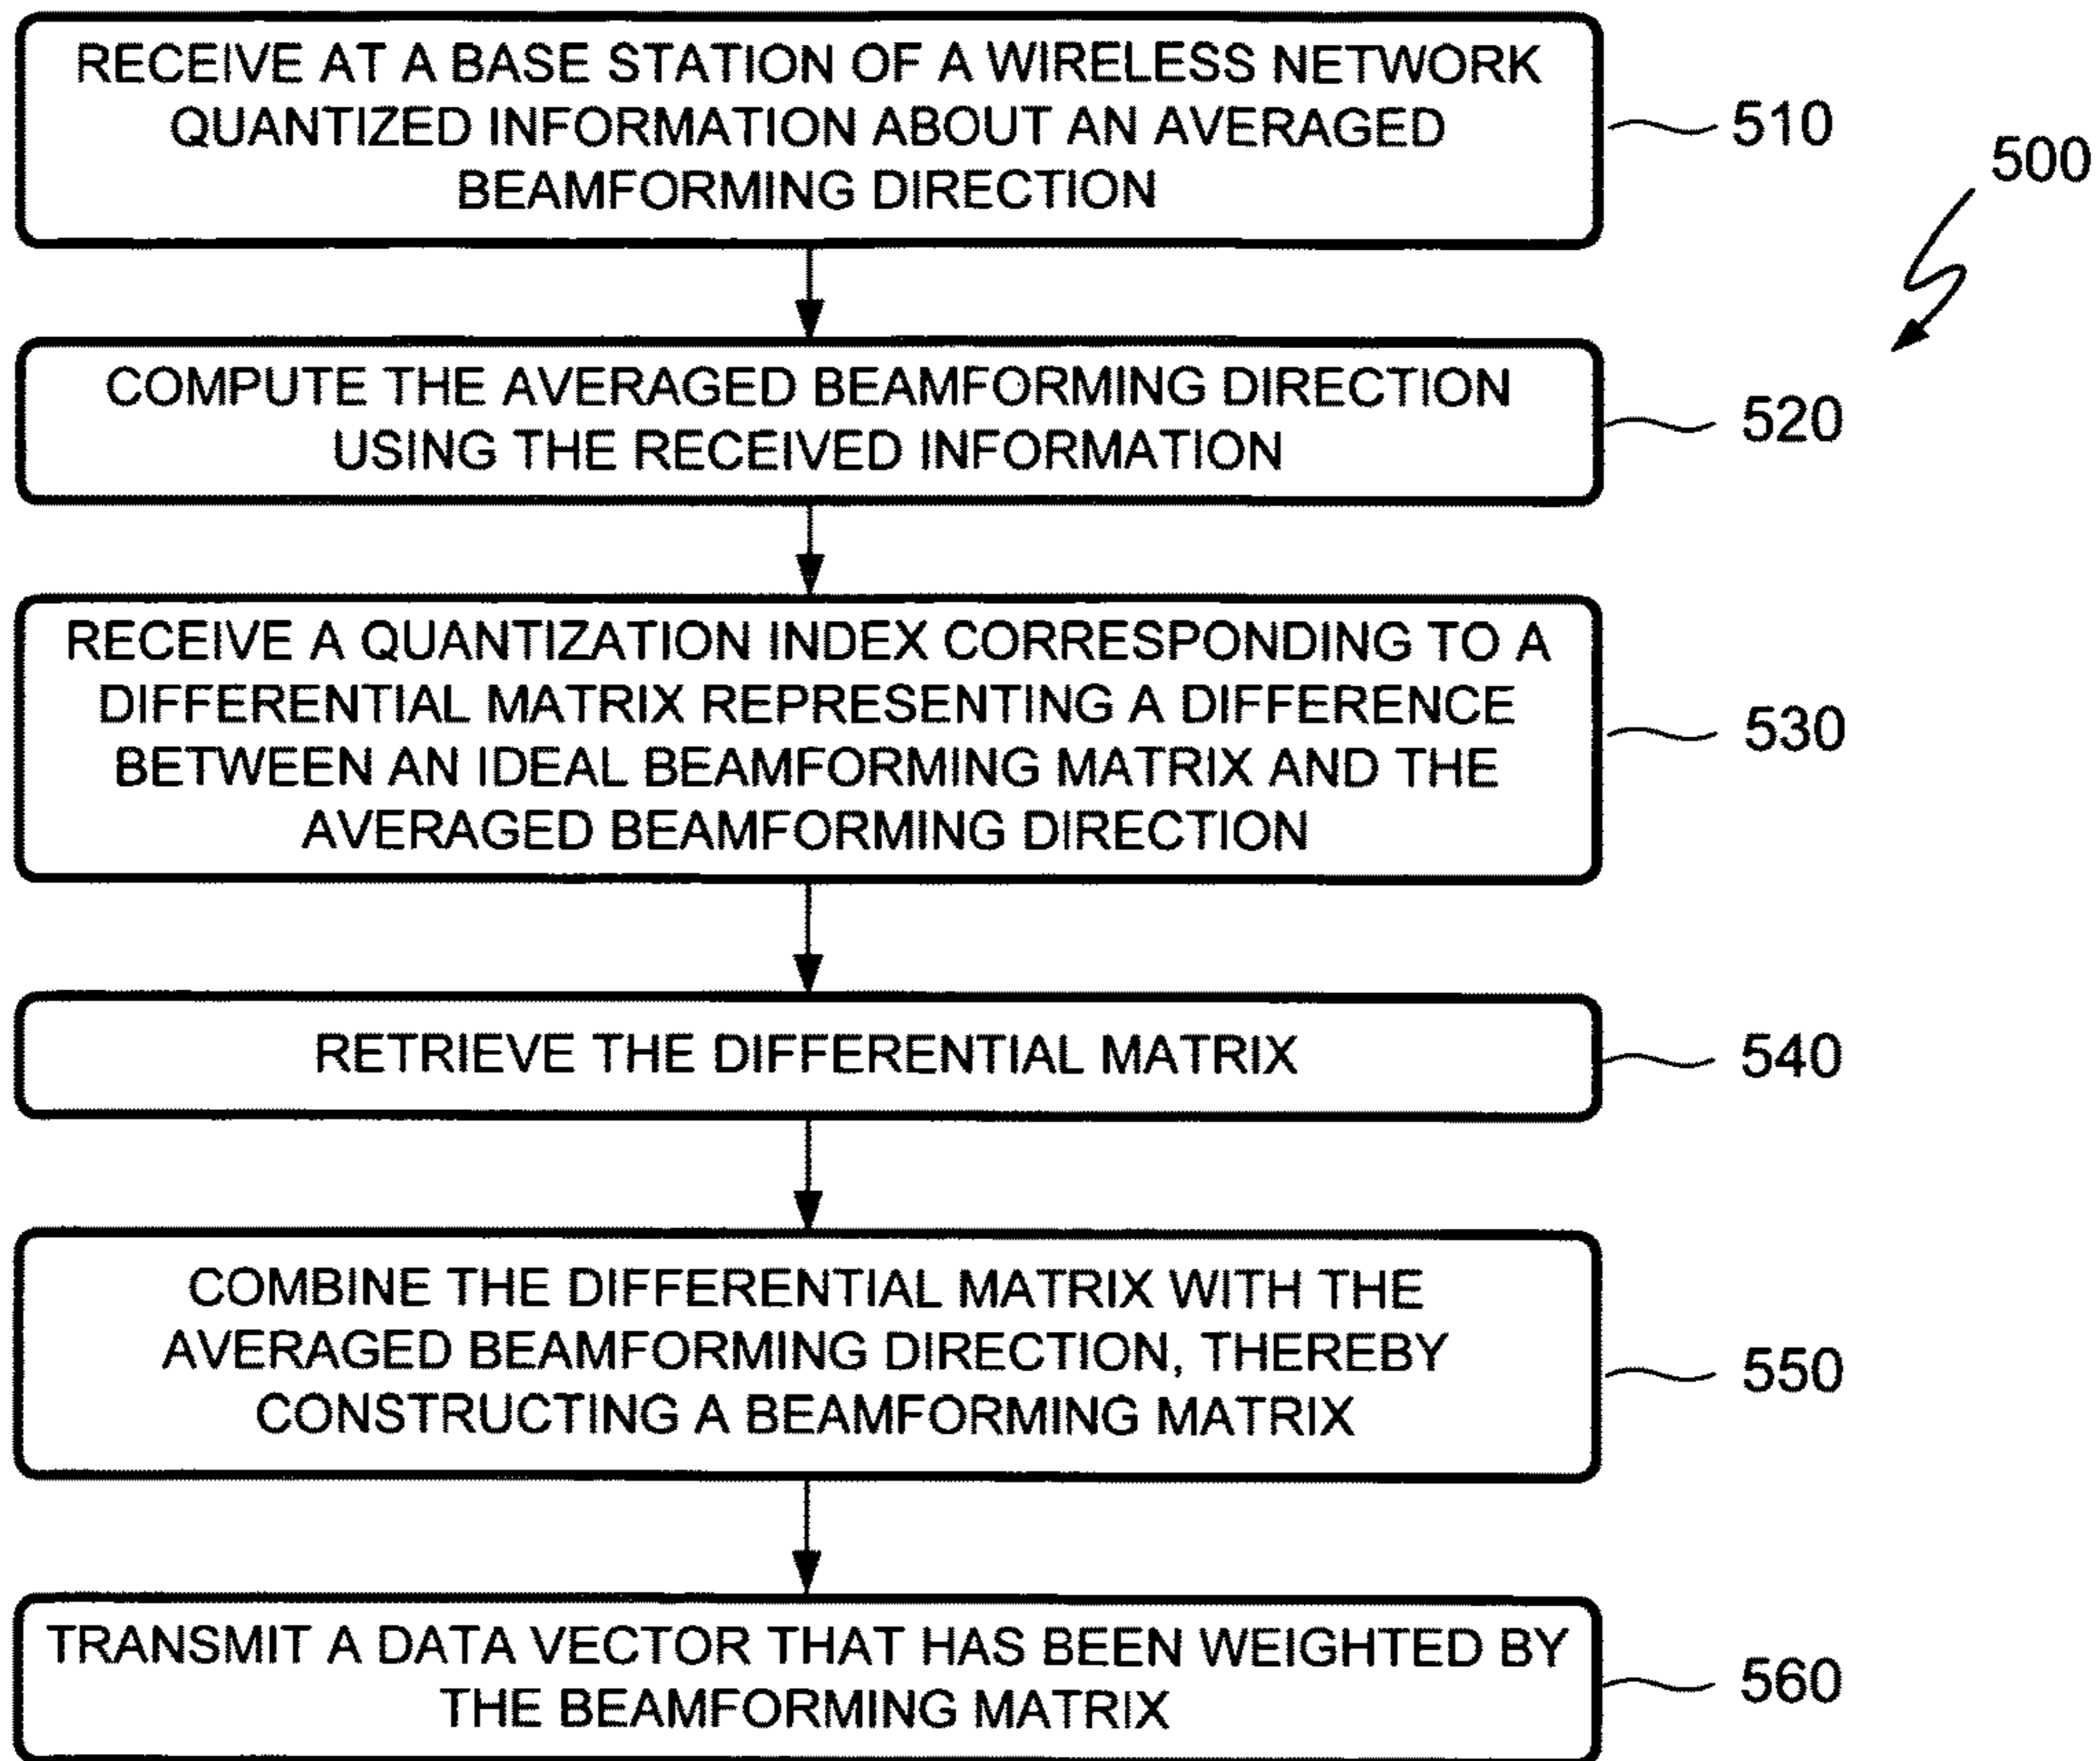 RECEIVE AT A BASE STATION OF A WIRELESS NETWORK
QUANTIZED INFORMATION ABOUT AN AVERAGED
BEAMFORMING DIRECTION
510
500
COMPUTE THE AVERAGED BEAMFORMING DIRECTION
USING THE RECEIVED INFORMATION
520
RECEIVE A QUANTIZATION INDEX CORRESPONDING TO A
DIFFERENTIAL MATRIX REPRESENTING A DIFFERENCE
BETWEEN AN IDEAL BEAMFORMING MATRIX AND THE
AVERAGED BEAMFORMING DIRECTION
530
RETRIEVE THE DIFFERENTIAL MATRIX
540
COMBINE THE DIFFERENTIAL MATRIX WITH THE
AVERAGED BEAMFORMING DIRECTION, THEREBY
CONSTRUCTING A BEAMFORMING MATRIX
550
TRANSMIT A DATA VECTOR THAT HAS BEEN WEIGHTED BY
THE BEAMFORMING MATRIX
560